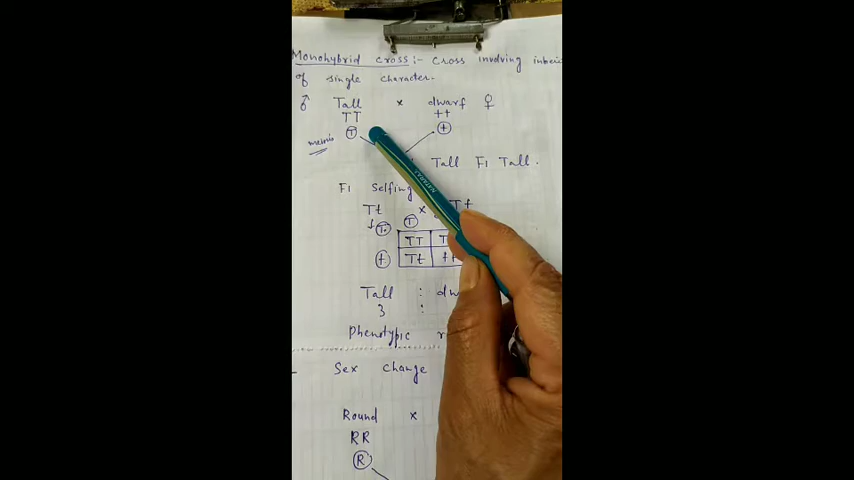 Monohybrid cross :- Cross involving
of single character.
♂ Tall x dwarf ♀
TT tt
T t
meiosis
: Tall F1 Tall.
F1 Selfing
Tt x Tt
↓ T T
TT T
t Tt tt
Tall : dw
3 :
Phenotypic r
- Sex change
Round x
RR
R
NATARAJ